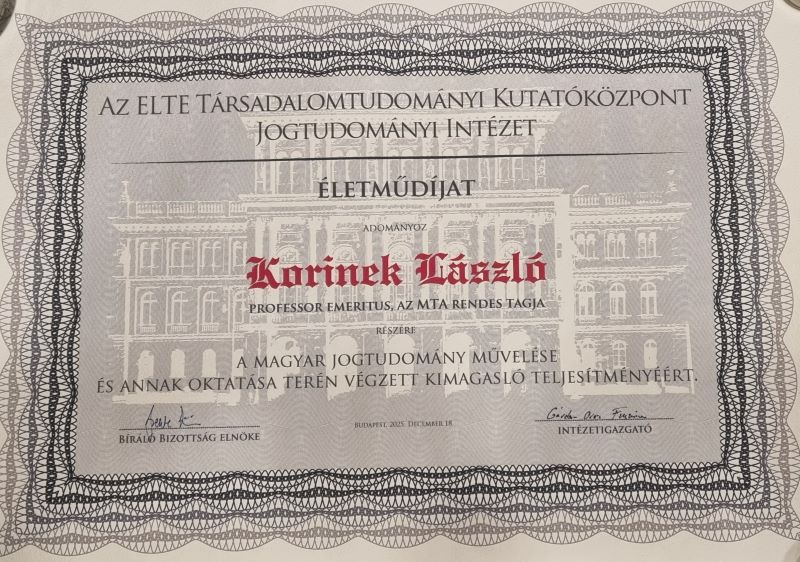 AZ ELTE TÁRSADALOMTUDOMÁNYI KUTATÓKÖZPONT
JOGTUDOMÁNYI INTÉZET
ÉLETMŰDÍJAT
ADOMÁNYOZ
Korinek László
PROFESSOR EMERITUS, AZ MTA RENDES TAGJA
RÉSZÉRE
A MAGYAR JOGTUDOMÁNY MŰVELÉSE
ÉS ANNAK OKTATÁSA TERÉN VÉGZETT KIMAGASLÓ TELJESÍTMÉNYÉÉRT.
BÍRÁLÓ BIZOTTSÁG ELNÖKE
BUDAPEST, 2025. DECEMBER 18.
INTÉZETIGAZGATÓ